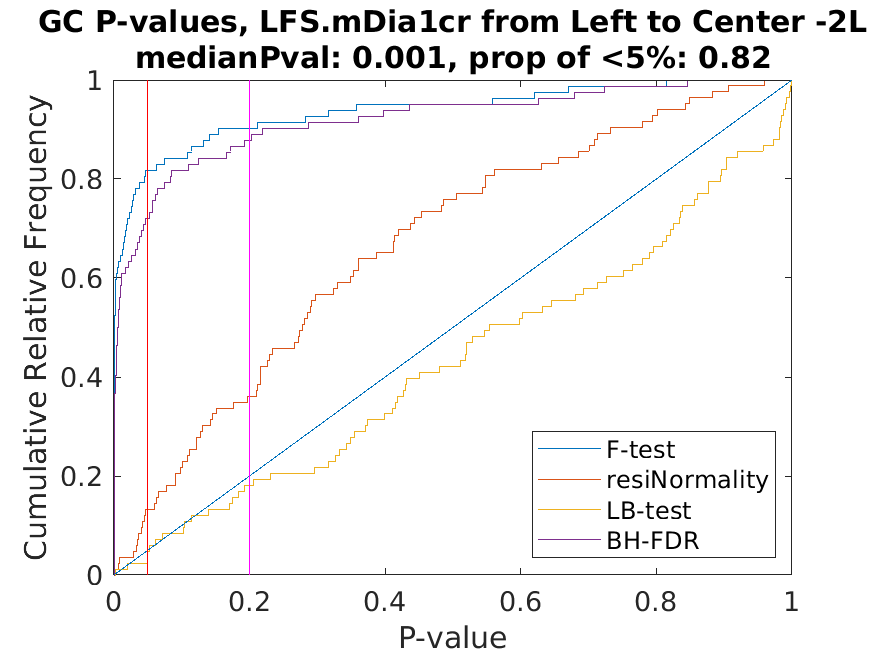 GC P-values, LFS.mDia1cr from Left to Center -2L
medianPval: 0.001, prop of <5%: 0.82
Cumulative Relative Frequency
1
0.8
0.6
0.4
0.2
0
F-test
resiNormality
LB-test
BH-FDR
0 0.2 0.4 0.6 0.8 1
P-value